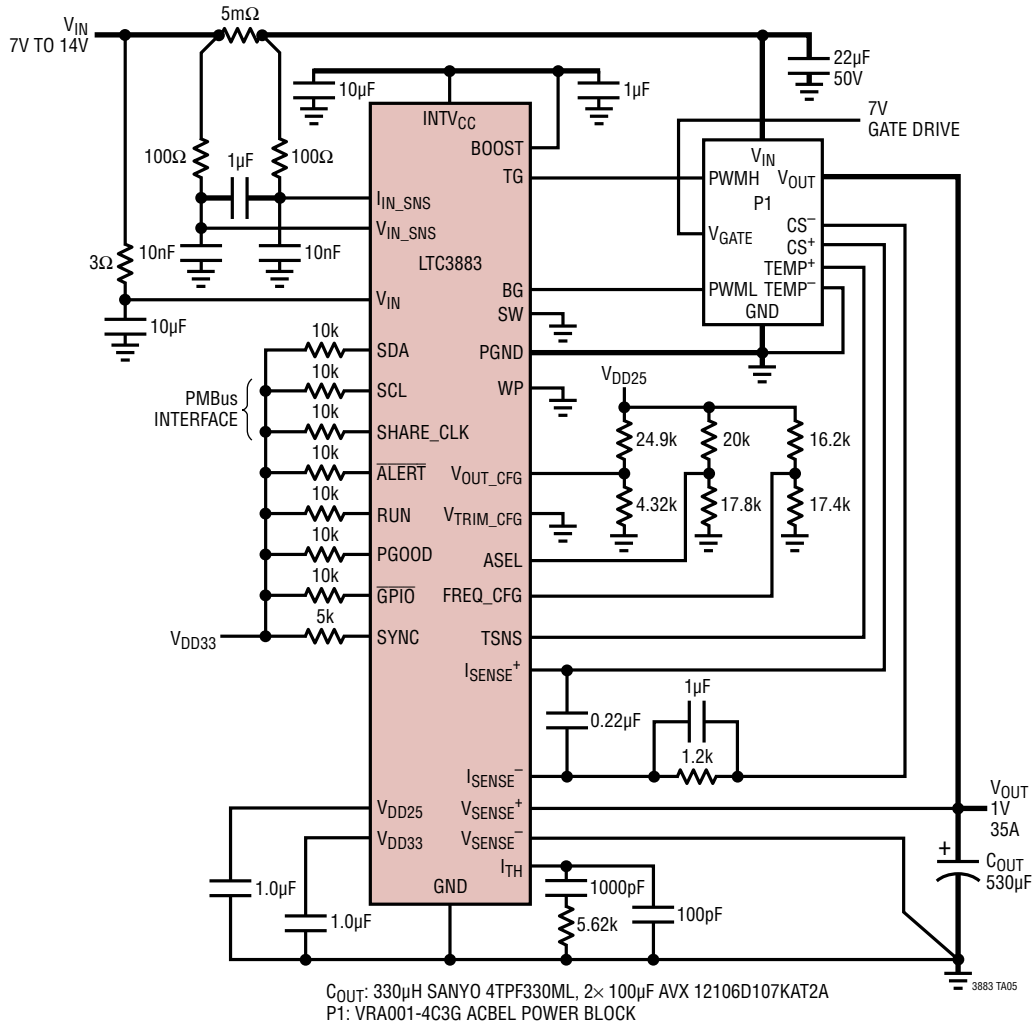 VIN
7V TO 14V
5mΩ
22µF
50V
10µF
1µF
7V
GATE DRIVE
INTVCC
BOOST
TG
100Ω
1µF
100Ω
IIN_SNS
VIN_SNS
10nF
10nF
LTC3883
3Ω
VIN
10µF
VIN
VOUT
PWMH
P1
CS–
VGATE
CS+
TEMP+
PWML
TEMP–
GND
BG
SW
PGND
WP
10k
SDA
10k
SCL
PMBus
INTERFACE
10k
SHARE_CLK
10k
ALERT
10k
RUN
10k
PGOOD
10k
GPIO
VDD33
5k
SYNC
VDD25
24.9k
20k
16.2k
VOUT_CFG
4.32k
17.8k
17.4k
VTRIM_CFG
ASEL
FREQ_CFG
TSNS
ISENSE+
0.22µF
1µF
1.2k
ISENSE–
VDD25
VSENSE+
VOUT
1V
35A
VDD33
VSENSE–
+
COUT
530µF
ITH
GND
1.0µF
1.0µF
1000pF
5.62k
100pF
3883 TA05
COUT: 330µH SANYO 4TPF330ML, 2× 100µF AVX 12106D107KAT2A
P1: VRA001-4C3G ACBEL POWER BLOCK